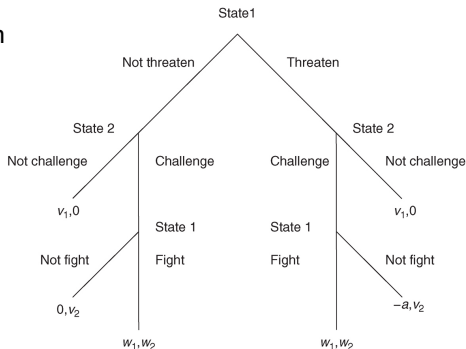 State1
n
Not threaten Threaten
State 2 State 2
Not challenge Challenge Challenge Not challenge
v1,0 v1,0
State 1 State 1
Not fight Fight Fight Not fight
0,v2 –a,v2
w1,w2 w1,w2